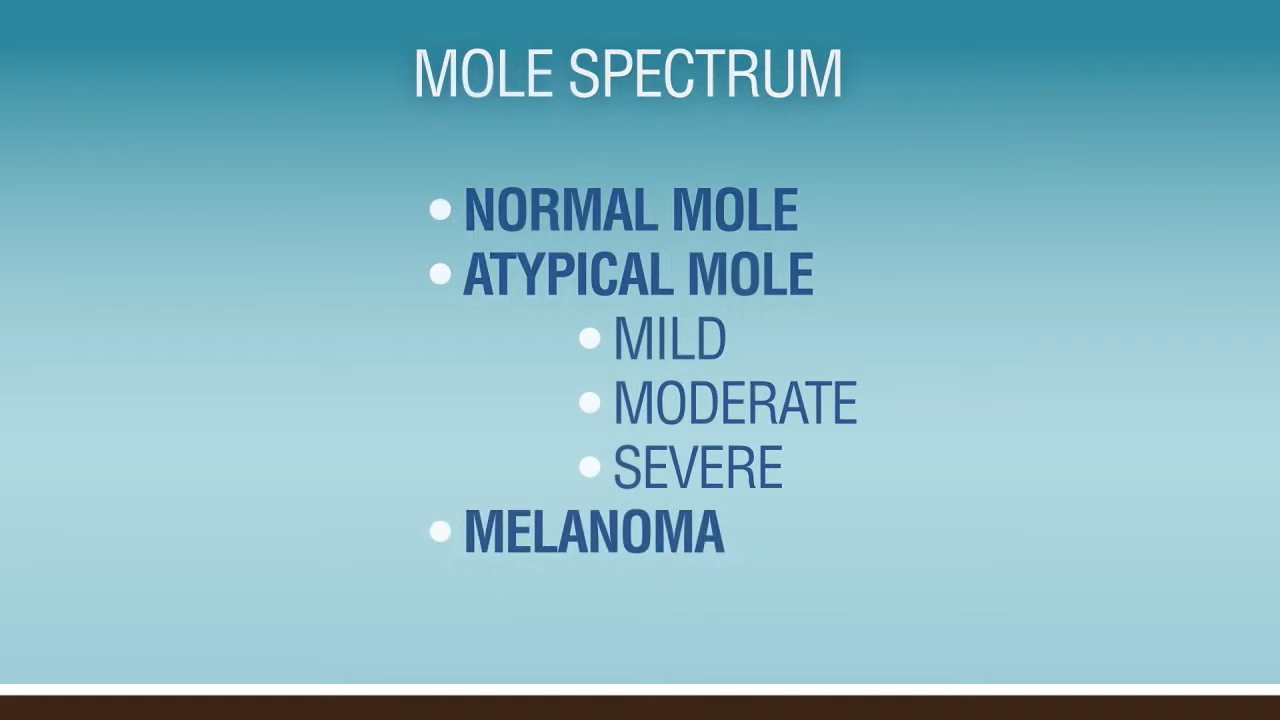 MOLE SPECTRUM
• NORMAL MOLE
• ATYPICAL MOLE
• MILD
• MODERATE
• SEVERE
• MELANOMA